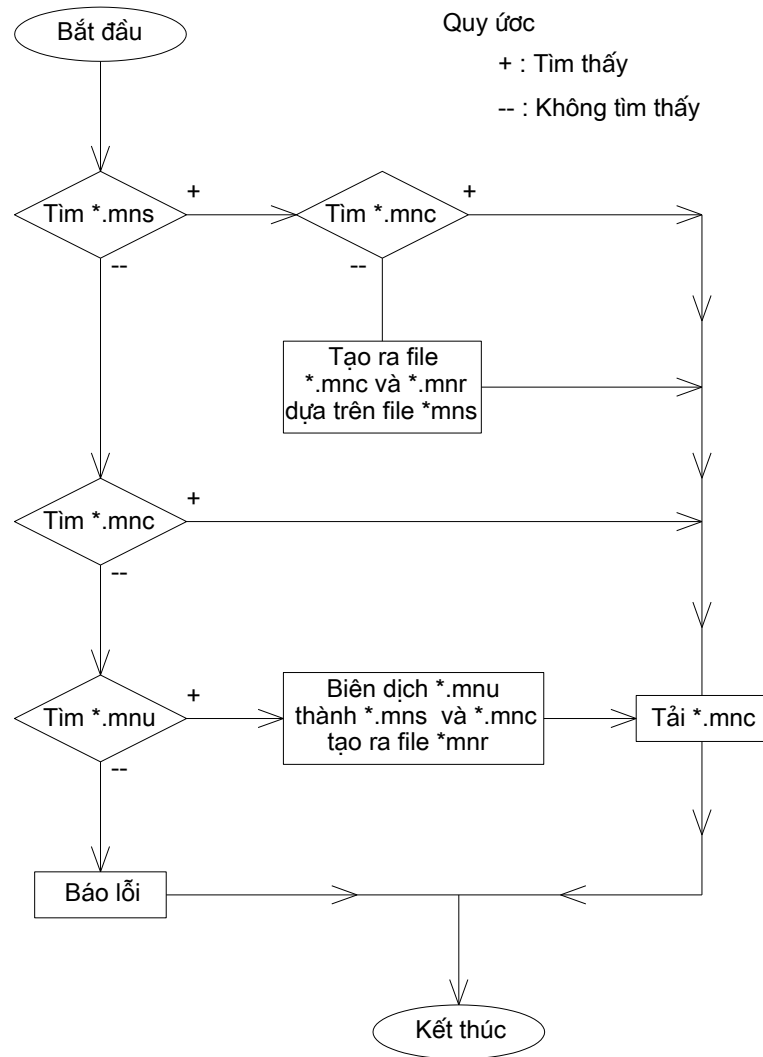 Bắt đầu
Quy ước
+ : Tìm thấy
-- : Không tìm thấy
Tìm *.mns
+
--
Tìm *.mnc
+
--
Tạo ra file
*.mnc và *.mnr
dựa trên file *mns
Tìm *.mnc
+
--
Tìm *.mnu
+
--
Biên dịch *.mnu
thành *.mns và *.mnc
tạo ra file *mnr
Tải *.mnc
Báo lỗi
Kết thúc